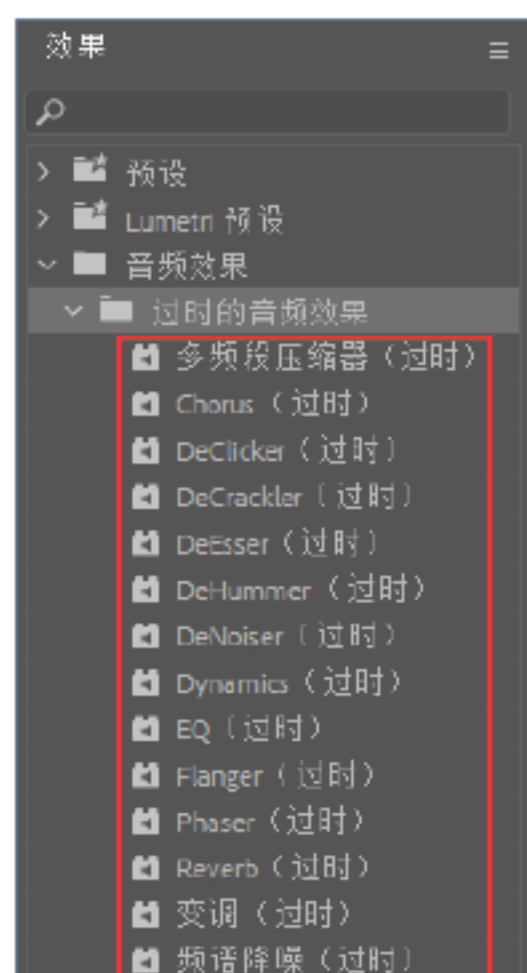 效果
预设
Lumetri 预设
音频效果
过时的音频效果
多频段压缩器（过时）
Chorus（过时）
DeClicker（过时）
DeCrackler（过时）
DeEsser（过时）
DeHummer（过时）
DeNoiser（过时）
Dynamics（过时）
EQ（过时）
Flanger（过时）
Phaser（过时）
Reverb（过时）
变调（过时）
频谱降噪（过时）